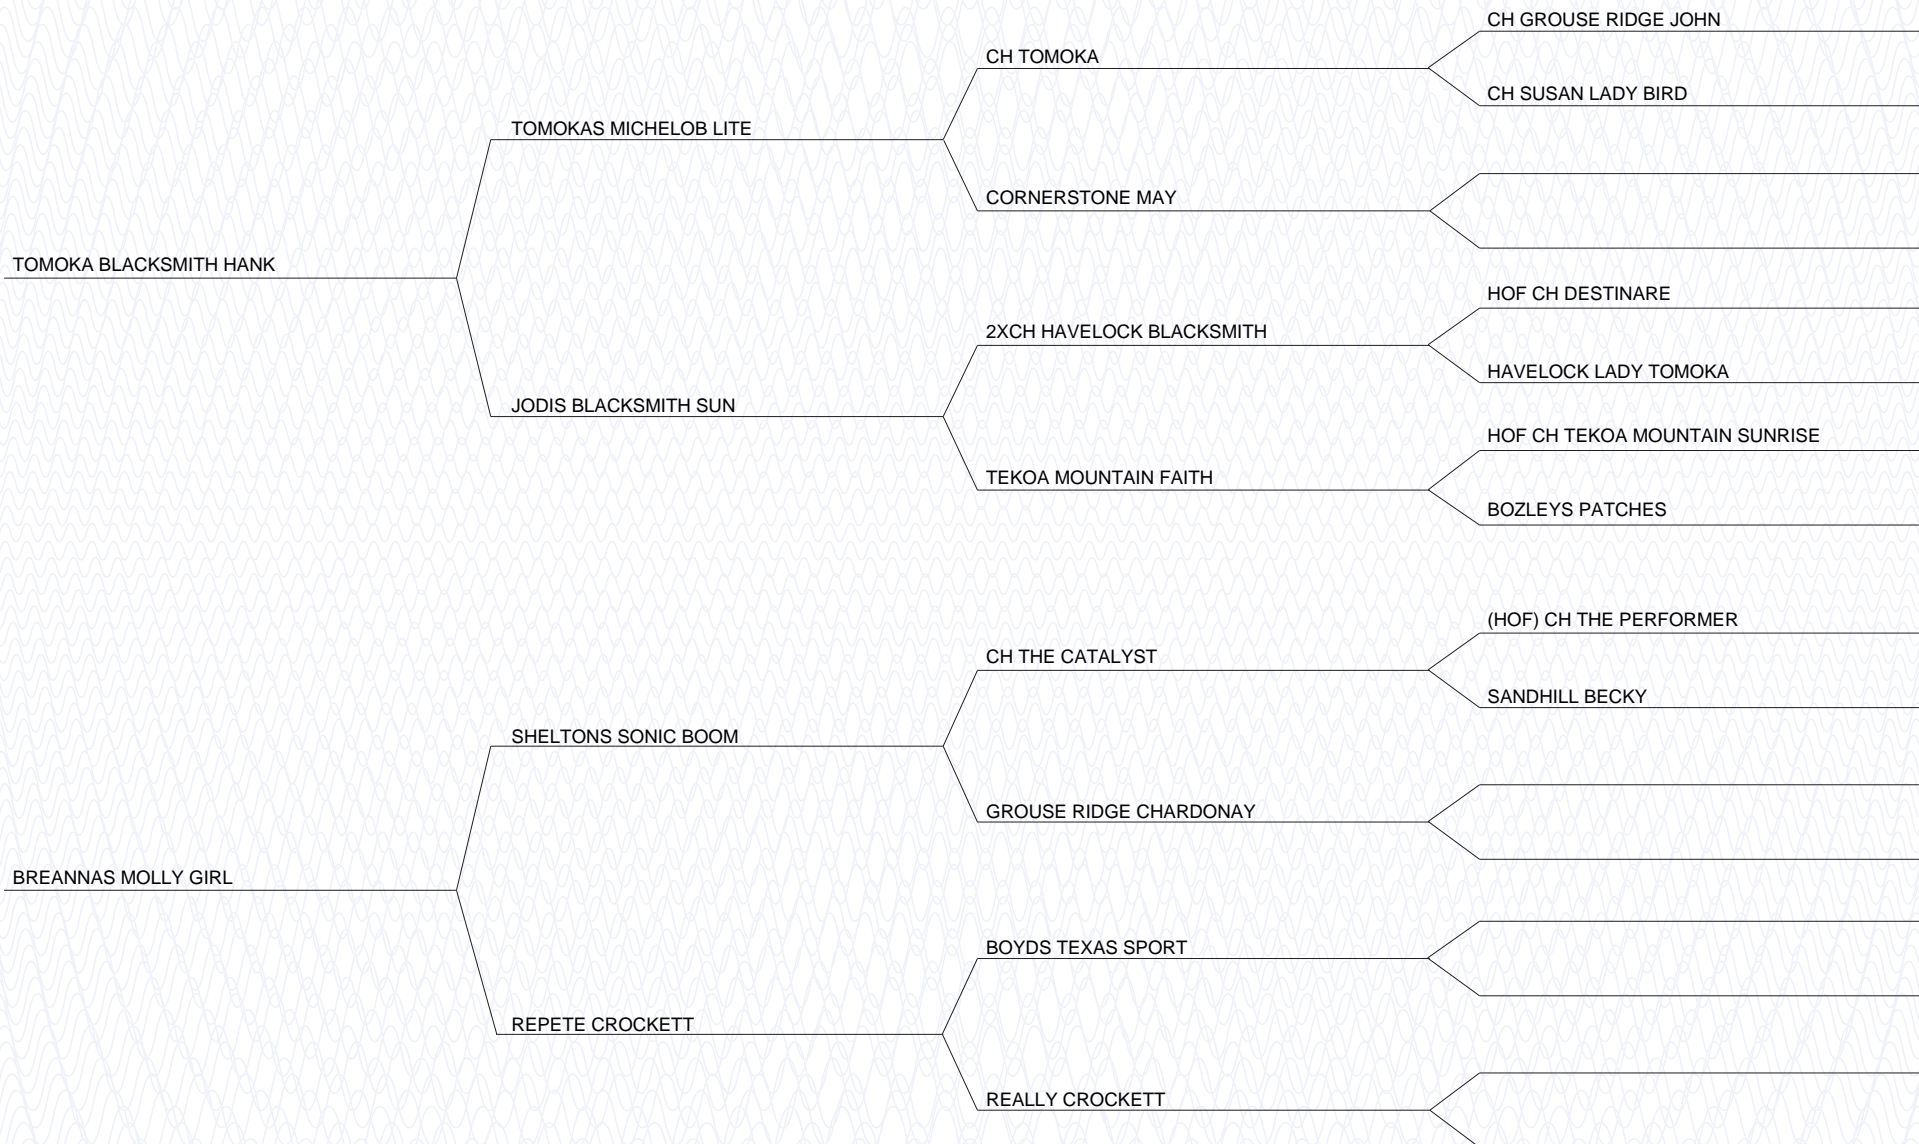 CH GROUSE RIDGE JOHN
CH TOMOKA
CH SUSAN LADY BIRD
TOMOKAS MICHELOB LITE
CORNERSTONE MAY
TOMOKA BLACKSMITH HANK
HOF CH DESTINARE
2XCH HAVELOCK BLACKSMITH
HAVELOCK LADY TOMOKA
JODIS BLACKSMITH SUN
HOF CH TEKOA MOUNTAIN SUNRISE
TEKOA MOUNTAIN FAITH
BOZLEYS PATCHES
(HOF) CH THE PERFORMER
CH THE CATALYST
SANDHILL BECKY
SHELTONS SONIC BOOM
GROUSE RIDGE CHARDONAY
BREANNAS MOLLY GIRL
BOYDS TEXAS SPORT
REPETE CROCKETT
REALLY CROCKETT